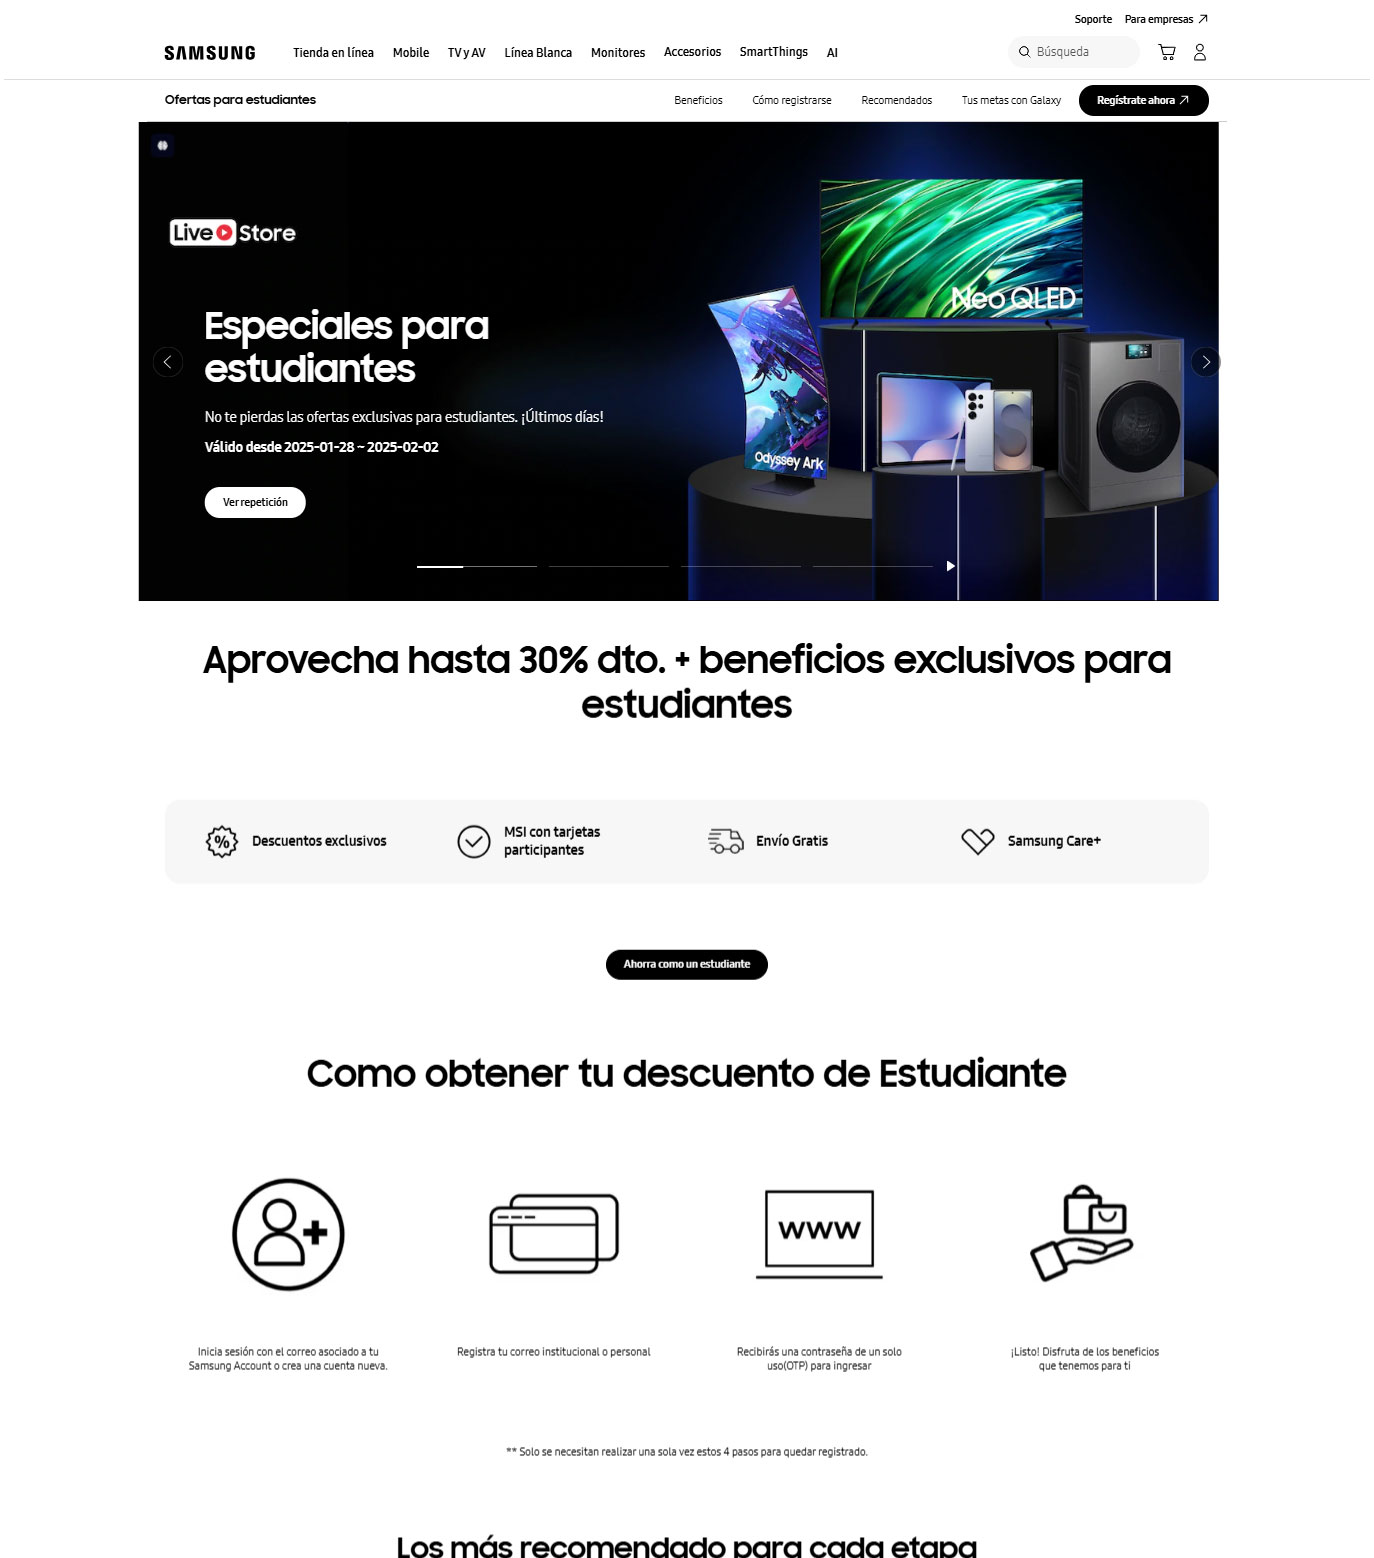 Soporte Para empresas
SAMSUNG Tienda en línea Mobile TV y AV Línea Blanca Monitores Accesorios SmartThings AI Búsqueda
Ofertas para estudiantes Beneficios Cómo registrarse Recomendados Tus metas con Galaxy Regístrate ahora
Live Store
Neo QLED
Odyssey Ark
Especiales para
estudiantes
No te pierdas las ofertas exclusivas para estudiantes. ¡Últimos días!
Válido desde 2025-01-28 ~ 2025-02-02
Ver repetición
Aprovecha hasta 30% dto. + beneficios exclusivos para
estudiantes
Descuentos exclusivos
MSI con tarjetas
participantes
Envío Gratis
Samsung Care+
Ahorra como un estudiante
Como obtener tu descuento de Estudiante
www
Inicia sesión con el correo asociado a tu
Samsung Account o crea una cuenta nueva.
Registra tu correo institucional o personal
Recibirás una contraseña de un solo
uso(OTP) para ingresar
¡Listo! Disfruta de los beneficios
que tenemos para ti
** Solo se necesitan realizar una sola vez estos 4 pasos para quedar registrado.
Los más recomendado para cada etapa